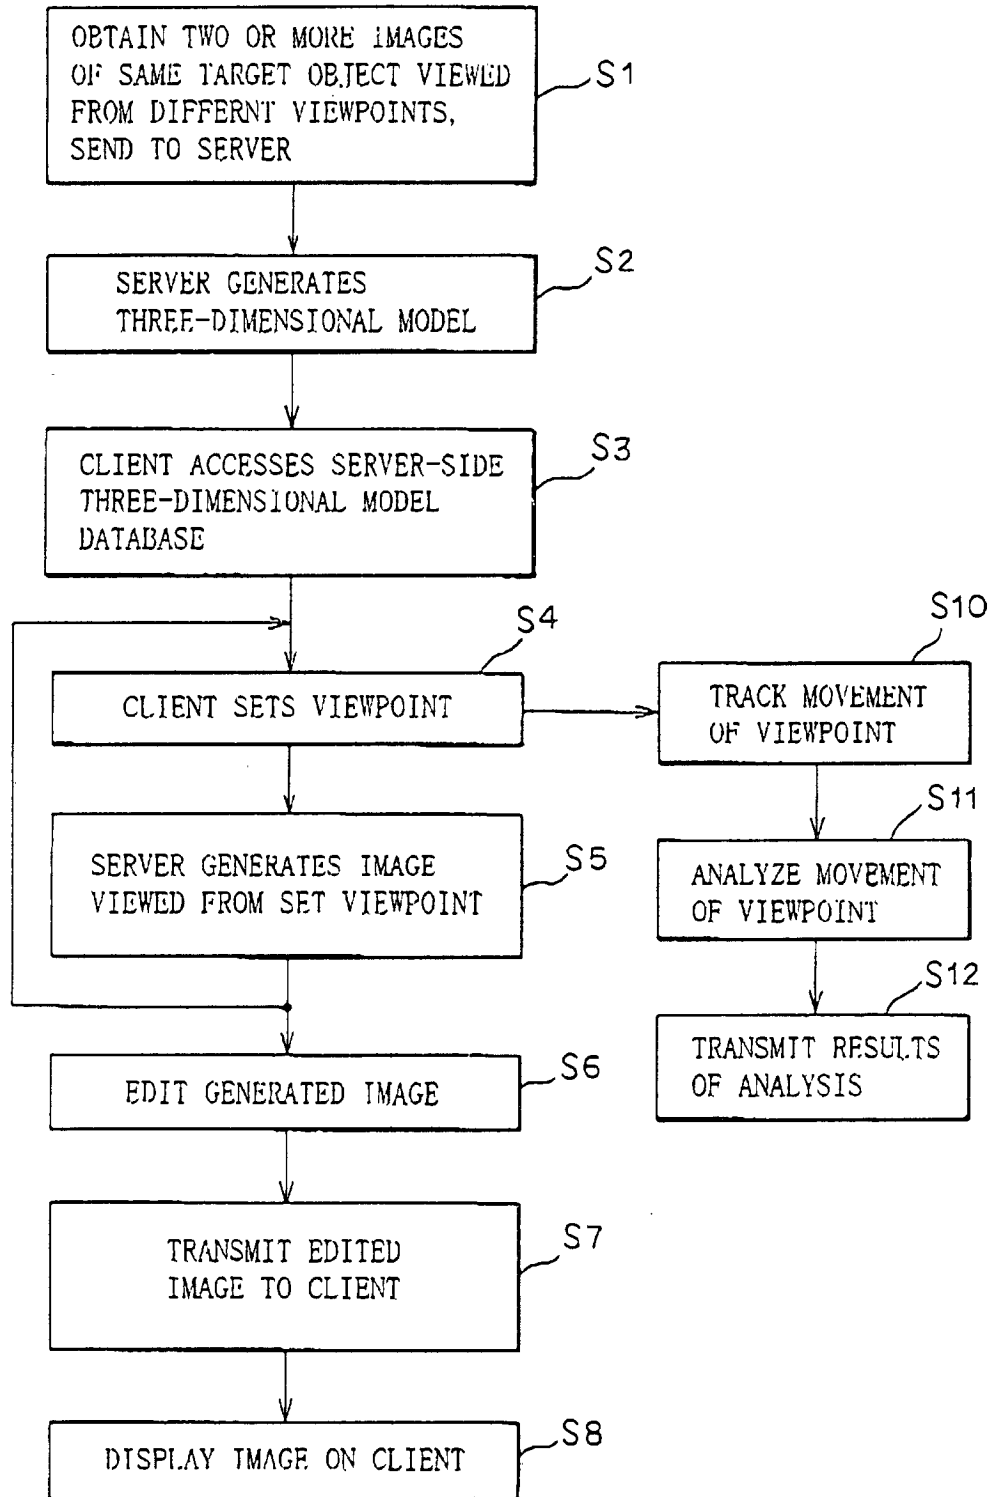 OBTAIN TWO OR MORE IMAGES
OF SAME TARGET OBJECT VIEWED
FROM DIFFERNT VIEWPOINTS,
SEND TO SERVER
S1
SERVER GENERATES
THREE-DIMENSIONAL MODEL
S2
CLIENT ACCESSES SERVER-SIDE
THREE-DIMENSIONAL MODEL
DATABASE
S3
CLIENT SETS VIEWPOINT
S4
SERVER GENERATES IMAGE
VIEWED FROM SET VIEWPOINT
S5
EDIT GENERATED IMAGE
S6
TRANSMIT EDITED
IMAGE TO CLIENT
S7
DISPLAY IMAGE ON CLIENT
S8
TRACK MOVEMENT
OF VIEWPOINT
S10
ANALYZE MOVEMENT
OF VIEWPOINT
S11
TRANSMIT RESULTS
OF ANALYSIS
S12